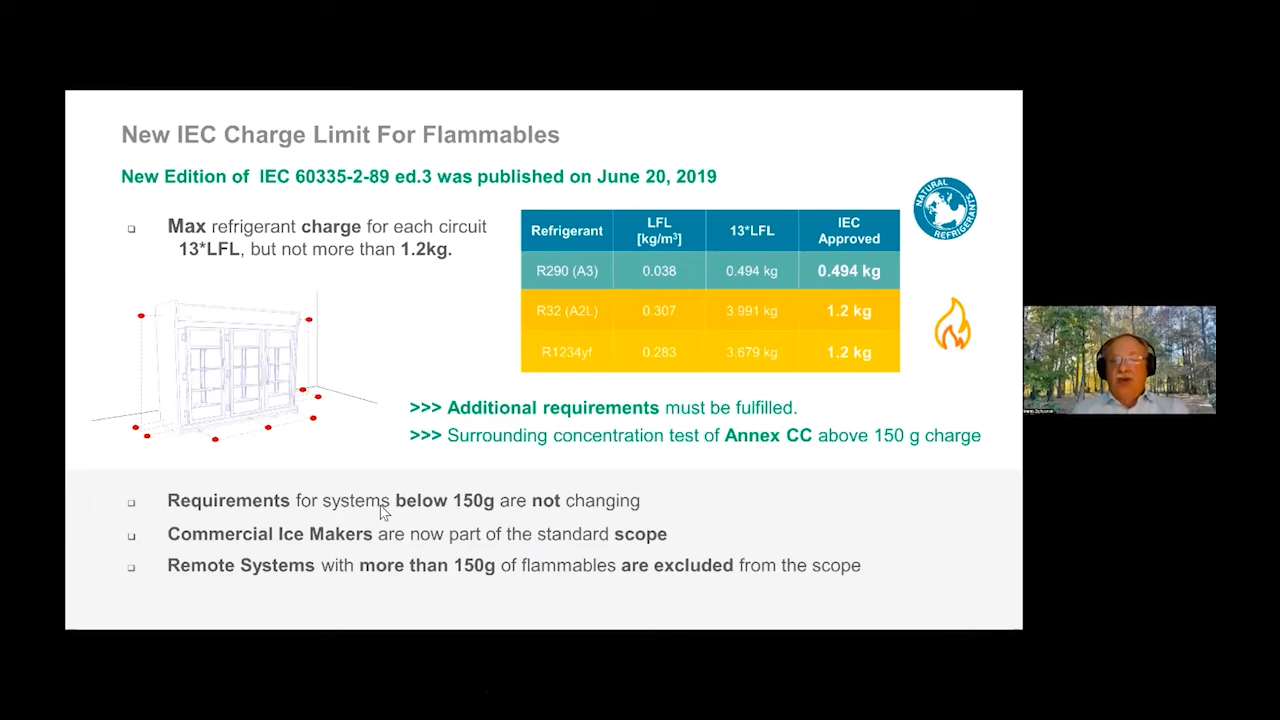 New IEC Charge Limit For Flammables
New Edition of IEC 60335-2-89 ed.3 was published on June 20, 2019
Max refrigerant charge for each circuit
13*LFL, but not more than 1.2kg.
Refrigerant LFL [kg/m³] 13*LFL IEC Approved
R290 (A3) 0.038 0.494 kg 0.494 kg
R32 (A2L) 0.307 3.991 kg 1.2 kg
R1234yf 0.283 3.679 kg 1.2 kg
NATURAL REFRIGERANTS
>>> Additional requirements must be fulfilled.
>>> Surrounding concentration test of Annex CC above 150 g charge
Requirements for systems below 150g are not changing
Commercial Ice Makers are now part of the standard scope
Remote Systems with more than 150g of flammables are excluded from the scope